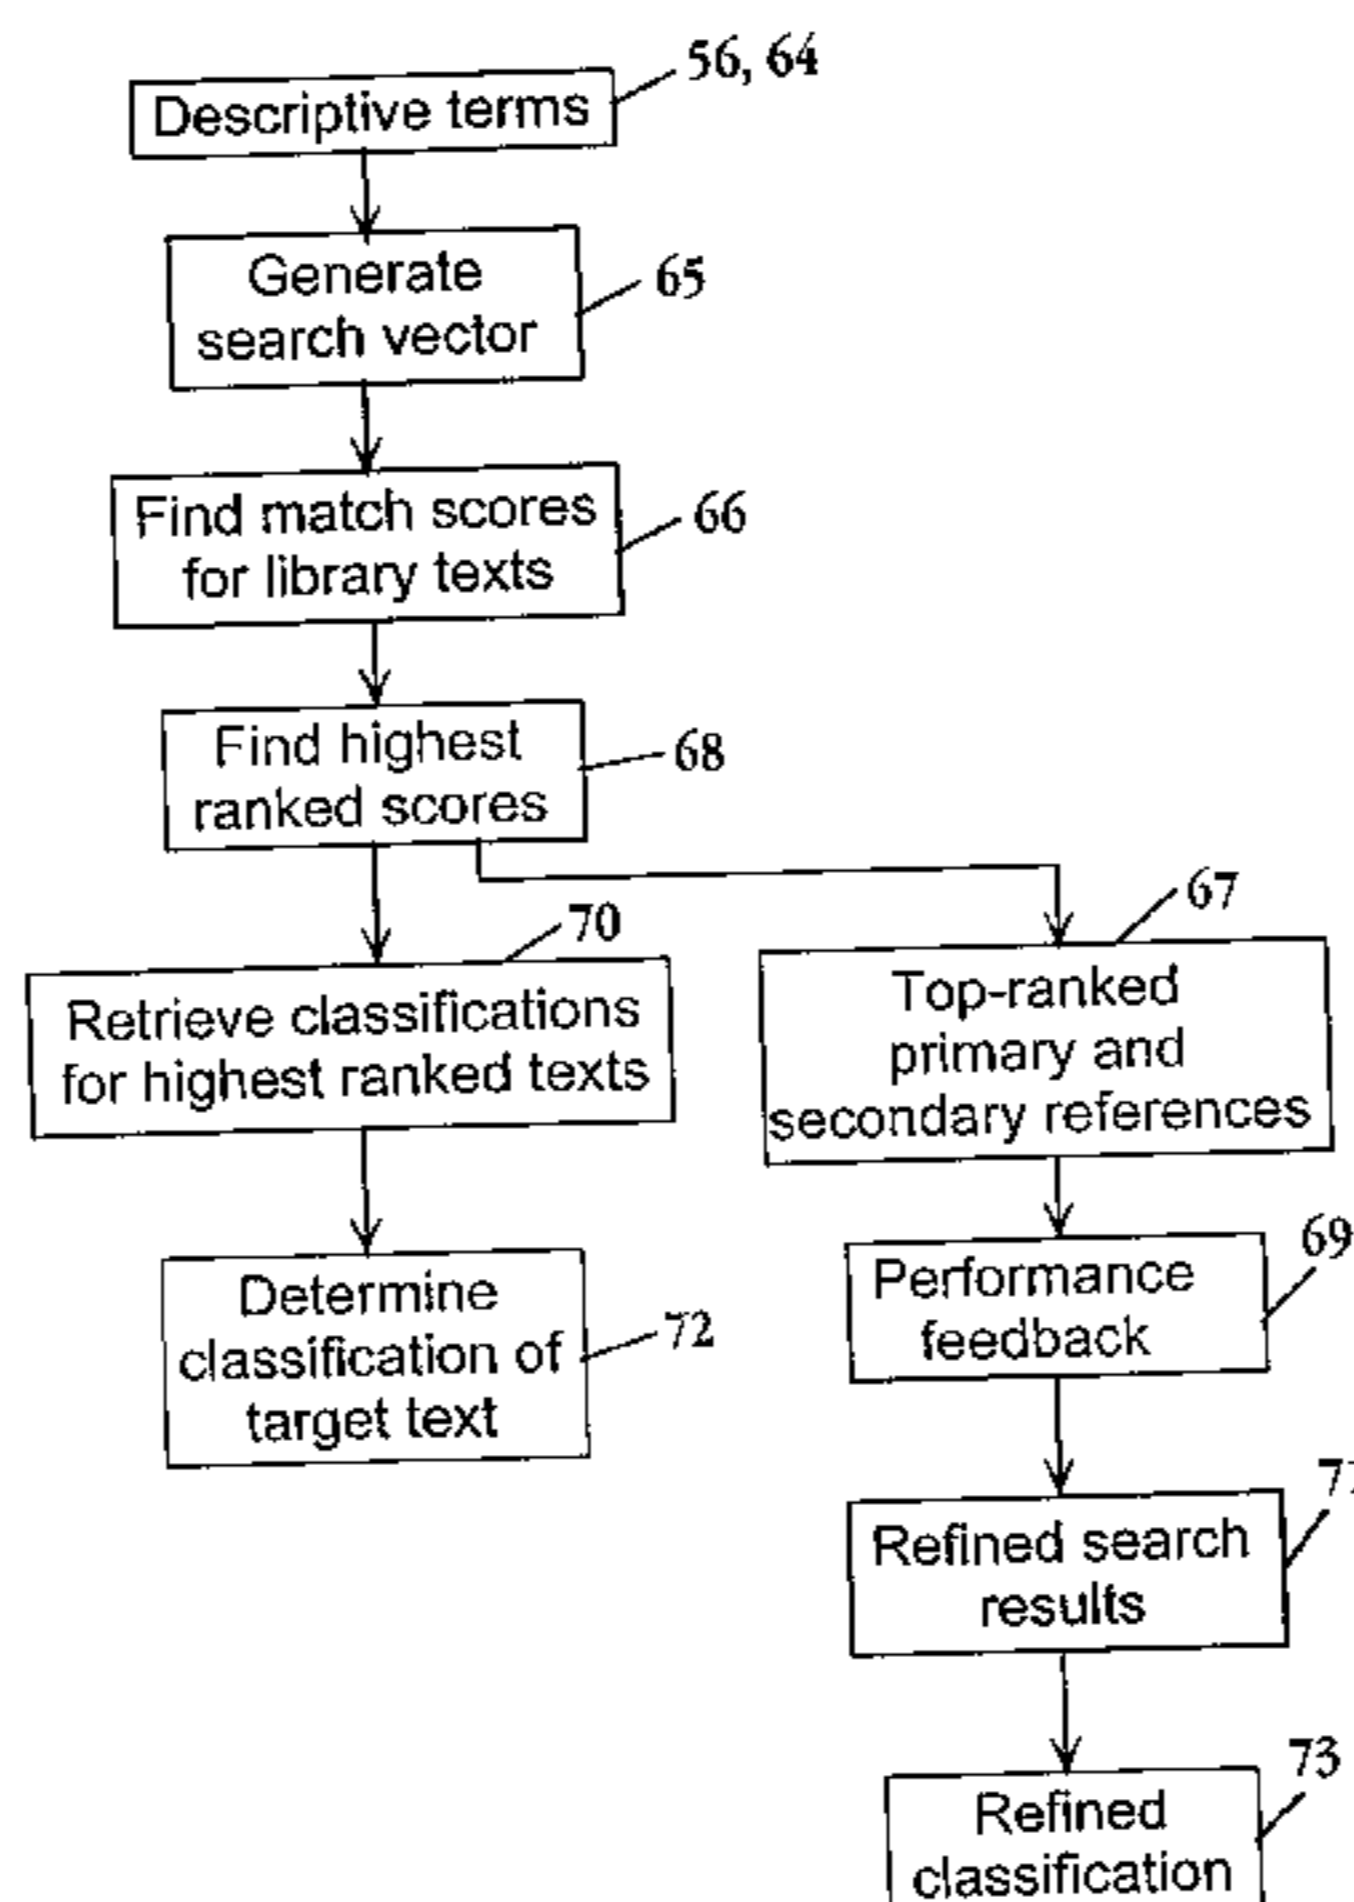 Descriptive terms
56, 64
Generate
search vector
65
Find match scores
for library texts
66
Find highest
ranked scores
68
70
Retrieve classifications
for highest ranked texts
Determine
classification of
target text
72
67
Top-ranked
primary and
secondary references
69
Performance
feedback
Refined search
results
73
Refined
classification